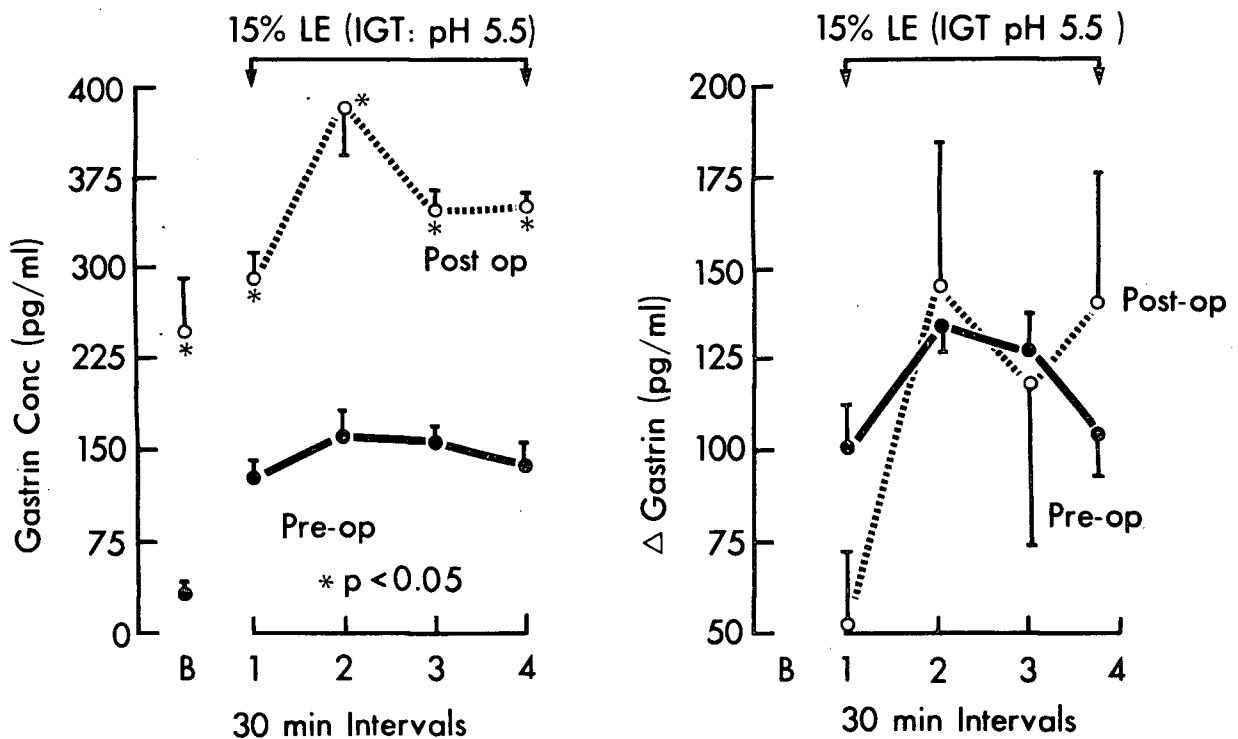 15% LE (IGT: pH 5.5)
400
375
300
225
150
75
0
Gastrin Conc (pg/ml)
*
*
*
*
*
Post op
Pre-op
* p < 0.05
B 1 2 3 4
30 min Intervals
15% LE (IGT pH 5.5 )
200
175
150
125
100
75
50
Δ Gastrin (pg/ml)
Post-op
Pre-op
B 1 2 3 4
30 min Intervals